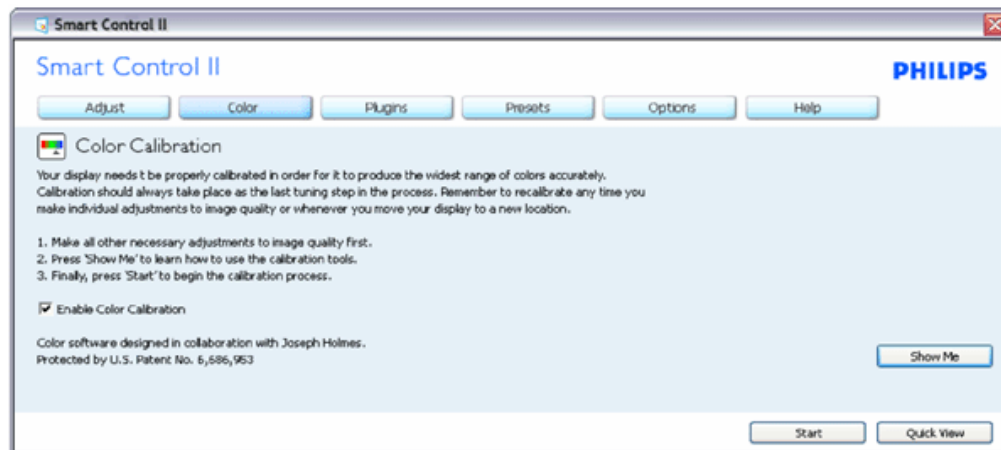 Smart Control II
Smart Control II
PHILIPS
Adjust Color Plugins Presets Options Help
Color Calibration
Your display needs t be properly calibrated in order for it to produce the widest range of colors accurately.
Calibration should always take place as the last tuning step in the process. Remember to recalibrate any time you
make individual adjustments to image quality or whenever you move your display to a new location.
1. Make all other necessary adjustments to image quality first.
2. Press 'Show Me' to learn how to use the calibration tools.
3. Finally, press 'Start' to begin the calibration process.
Enable Color Calibration
Color software designed in collaboration with Joseph Holmes.
Protected by U.S. Patent No. 6,686,953
Show Me
Start Quick View